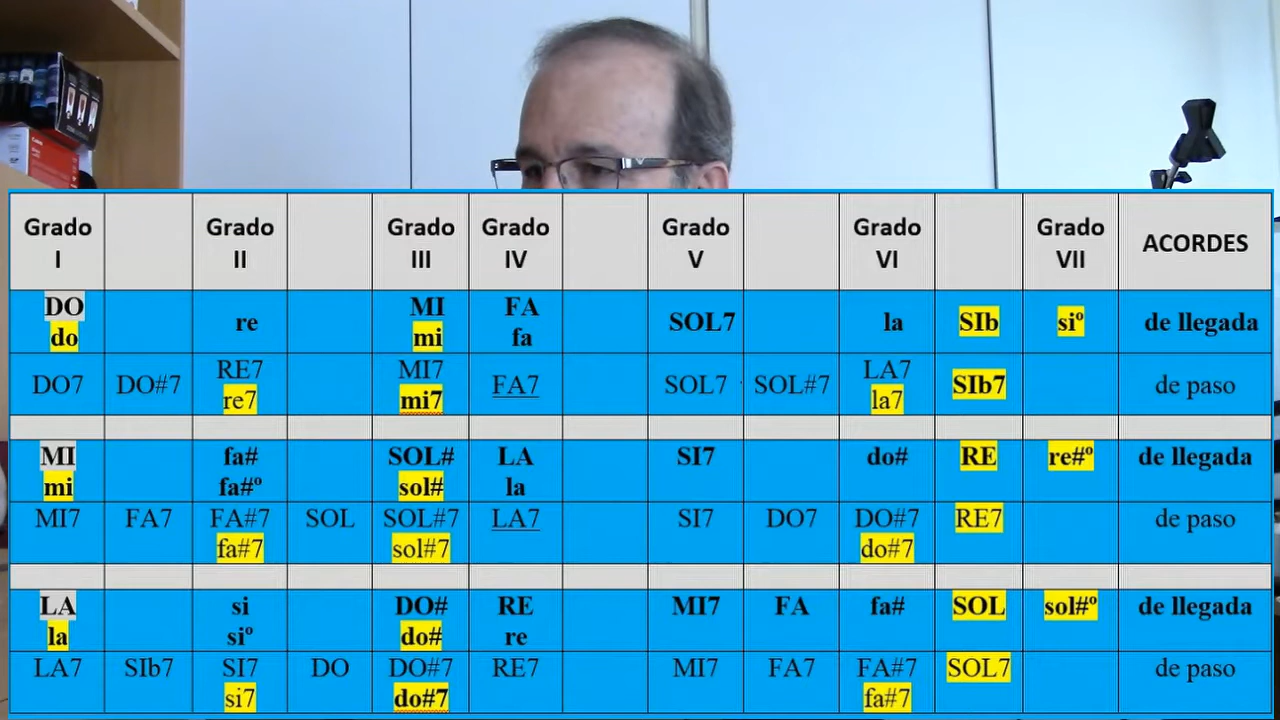 Canon
Grado I Grado II Grado III Grado IV Grado V Grado VI Grado VII ACORDES
DO do re MI mi FA fa SOL7 la SIb siº de llegada
DO7 DO#7 RE7 re7 MI7 mi7 FA7 SOL7 SOL#7 LA7 la7 SIb7 de paso
MI mi fa# fa#º SOL# sol# LA la SI7 do# RE re#º de llegada
MI7 FA7 FA#7 fa#7 SOL SOL#7 sol#7 LA7 SI7 DO7 DO#7 do#7 RE7 de paso
LA la si siº DO# do# RE re MI7 FA fa# SOL sol#º de llegada
LA7 SIb7 SI7 si7 DO DO#7 do#7 RE7 MI7 FA7 FA#7 fa#7 SOL7 de paso